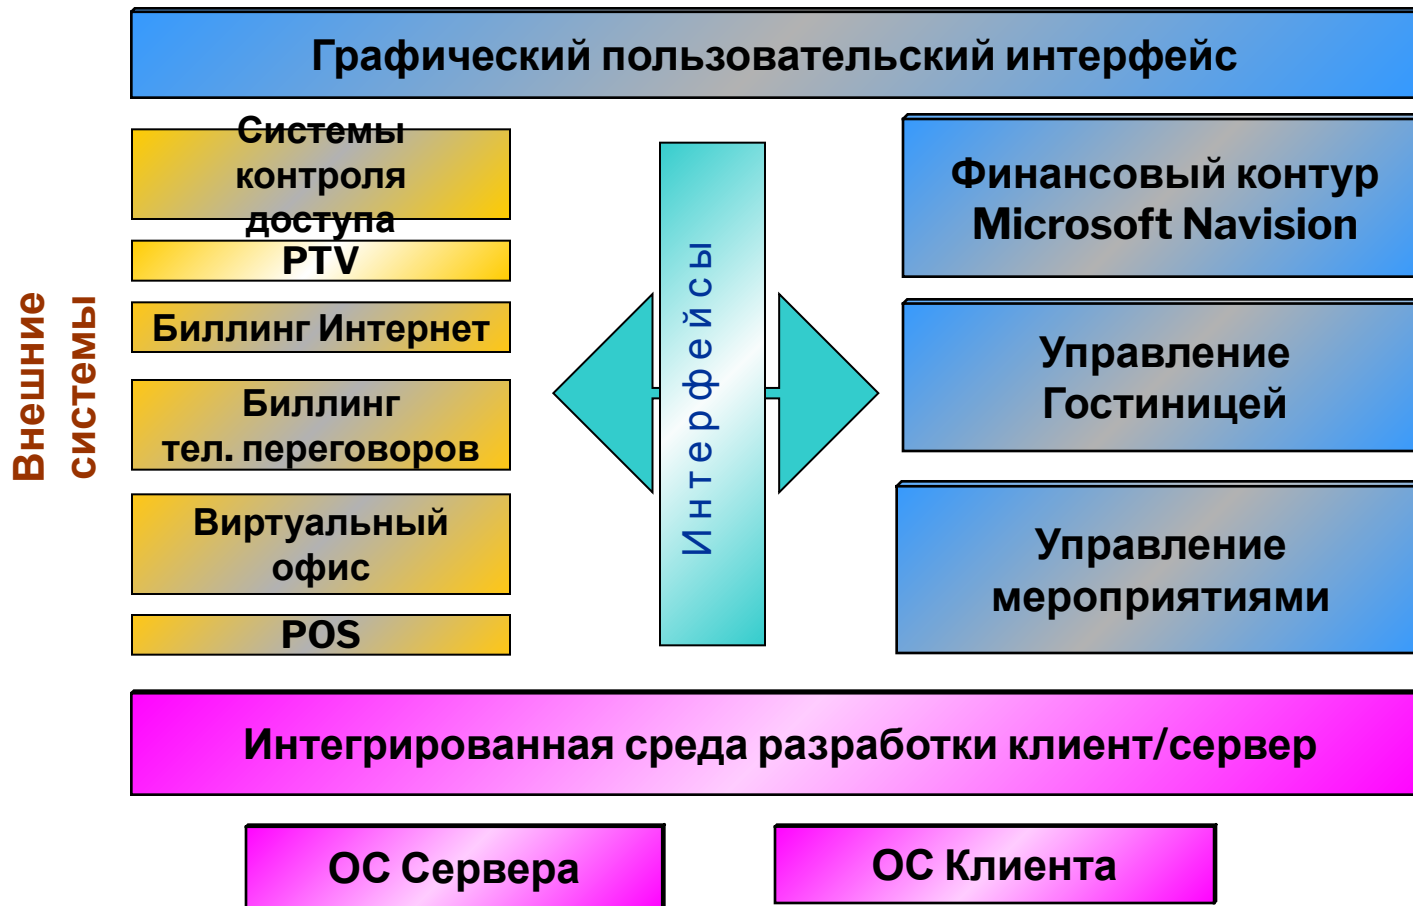 Графический пользовательский интерфейс
Внешние
системы
Системы
контроля
доступа
PTV
Биллинг Интернет
Биллинг
тел. переговоров
Виртуальный
офис
POS
Интерфейсы
Финансовый контур
Microsoft Navision
Управление
Гостиницей
Управление
мероприятиями
Интегрированная среда разработки клиент/сервер
ОС Сервера
ОС Клиента